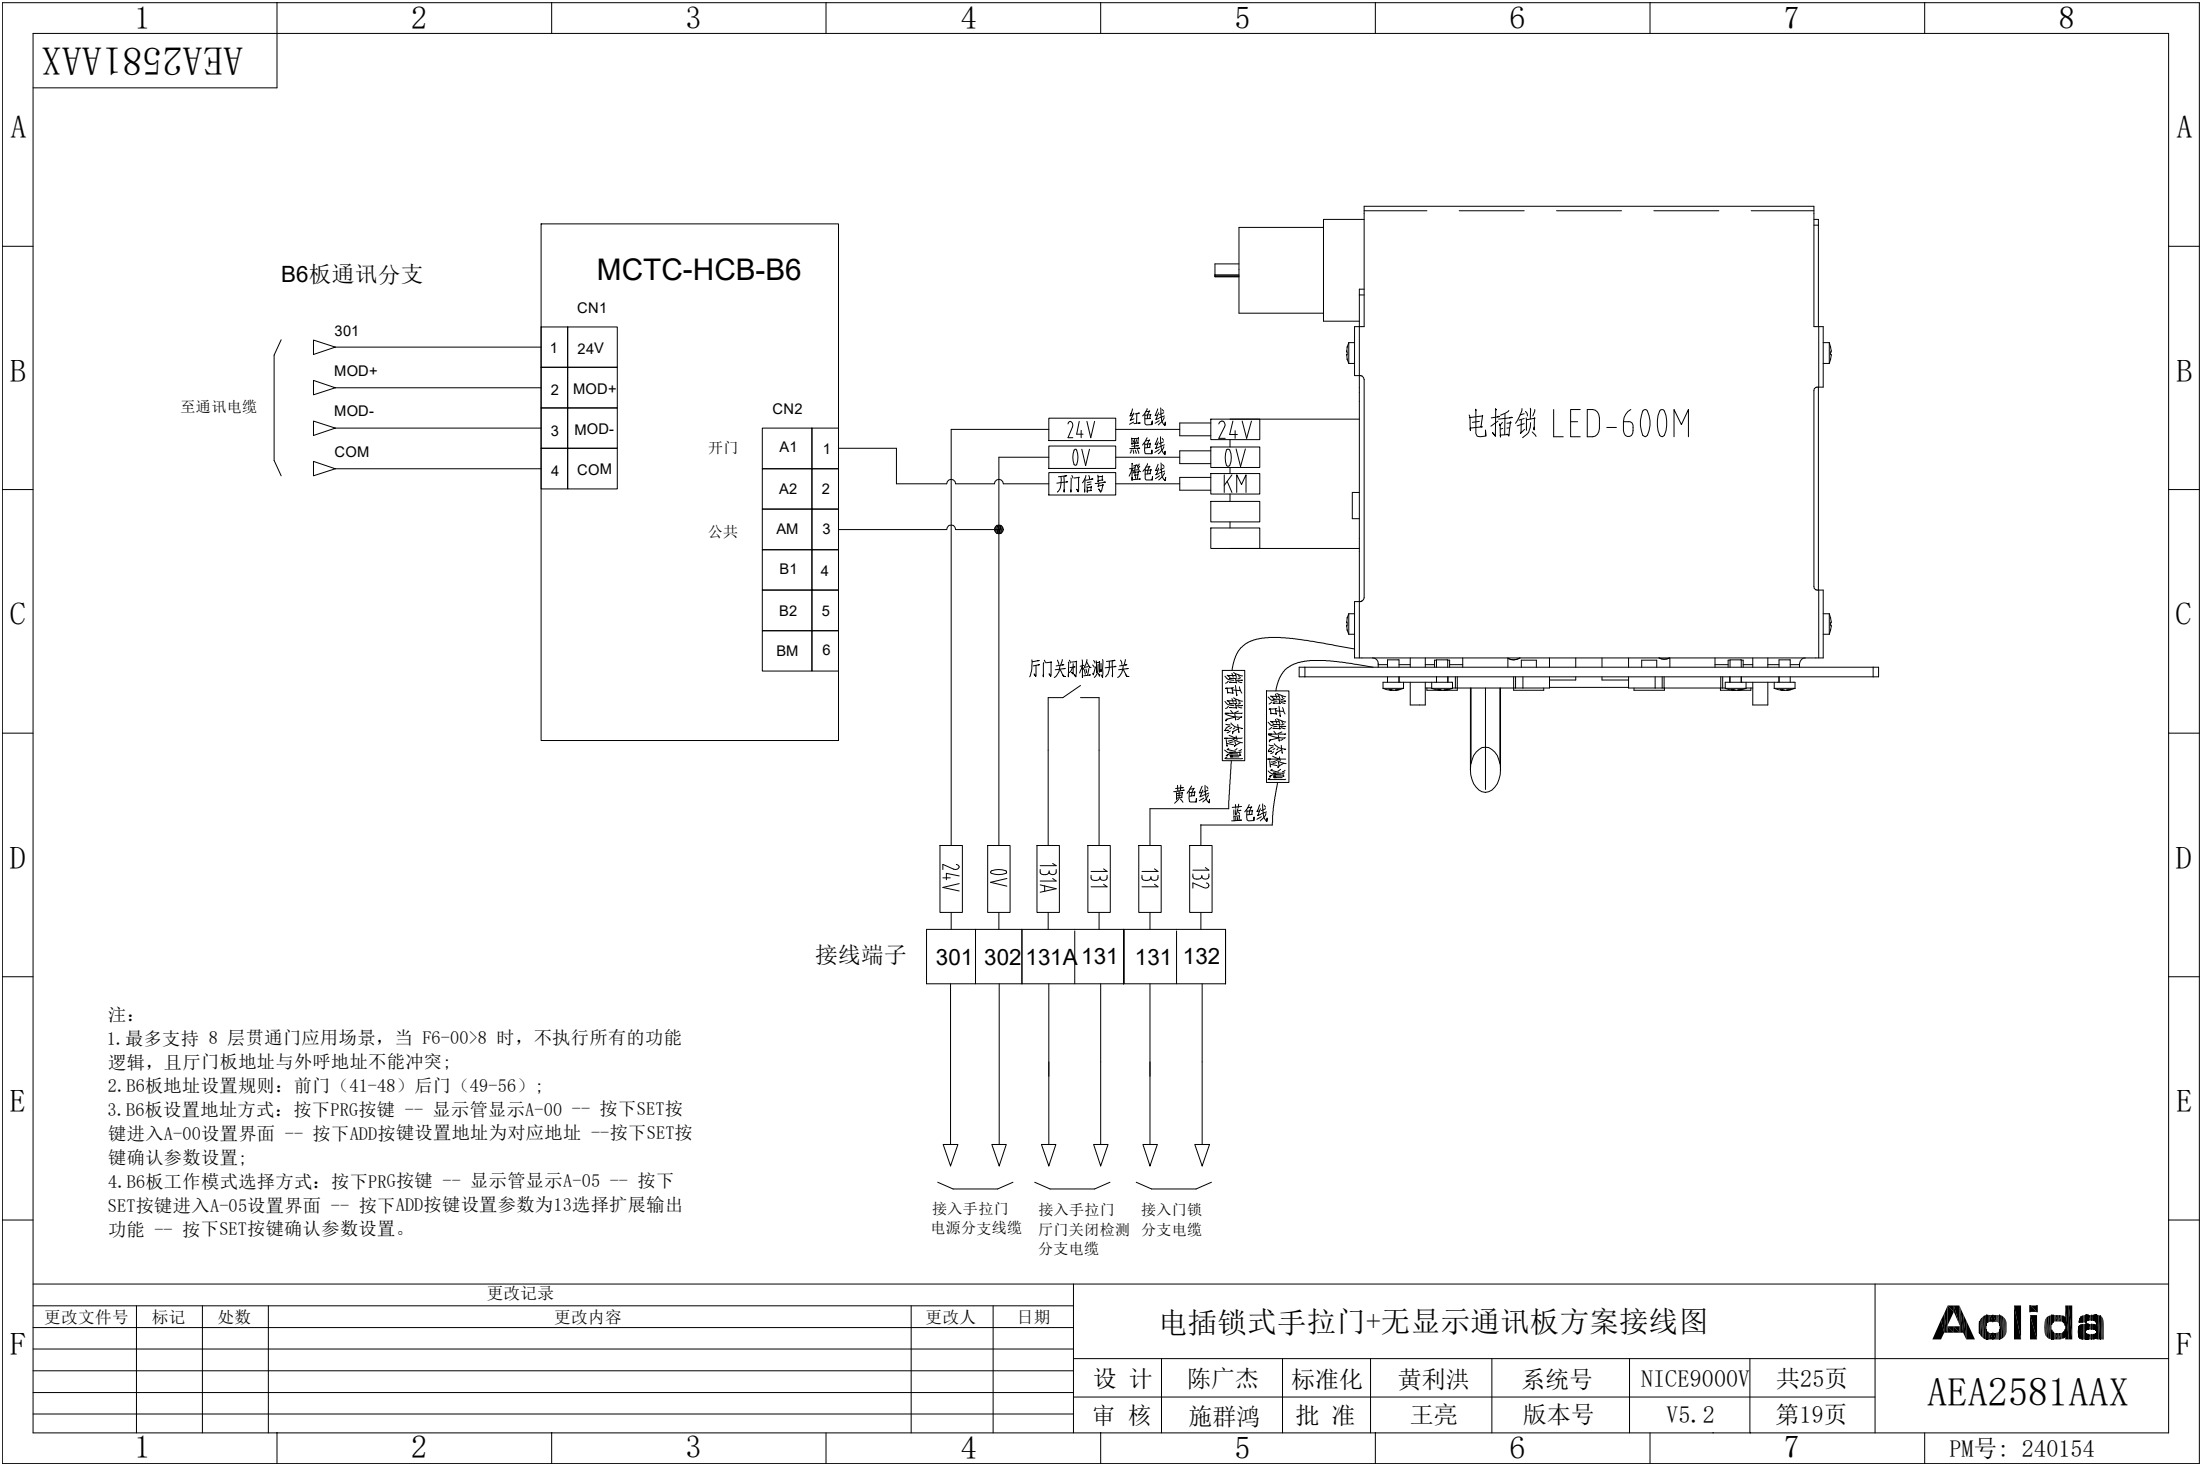 1 2 3 4 5 6 7 8
AEA2581AAX
A A
B B
C C
D D
E E
F F
B6板通讯分支
301
MOD+
MOD-
COM
至通讯电缆
MCTC-HCB-B6
CN1
1 24V
2 MOD+
3 MOD-
4 COM
CN2
开门 A1 1
A2 2
公共 AM 3
B1 4
B2 5
BM 6
24V 红色线 24V
0V 黑色线 0V
开门信号 橙色线 KM
电插锁 LED-600M
厅门关闭检测开关
锁舌锁状态检测
锁舌锁状态检测
黄色线
蓝色线
24V 0V 131A 131 131 132
接线端子 301 302 131A 131 131 132
接入手拉门
电源分支线缆
接入手拉门
厅门关闭检测
分支电缆
接入门锁
分支电缆
注:
1.最多支持 8 层贯通门应用场景，当 F6-00>8 时，不执行所有的功能
逻辑，且厅门板地址与外呼地址不能冲突;
2.B6板地址设置规则：前门（41-48）后门（49-56）;
3.B6板设置地址方式：按下PRG按键 -- 显示管显示A-00 -- 按下SET按
键进入A-00设置界面 -- 按下ADD按键设置地址为对应地址 --按下SET按
键确认参数设置;
4.B6板工作模式选择方式：按下PRG按键 -- 显示管显示A-05 -- 按下
SET按键进入A-05设置界面 -- 按下ADD按键设置参数为13选择扩展输出
功能 -- 按下SET按键确认参数设置。
更改记录
更改文件号 标记 处数 更改内容 更改人 日期
电插锁式手拉门+无显示通讯板方案接线图
Aolida
设 计 陈广杰 标准化 黄利洪 系统号 NICE9000V 共25页
审 核 施群鸿 批 准 王亮 版本号 V5.2 第19页
AEA2581AAX
1 2 3 4 5 6 7
PM号: 240154